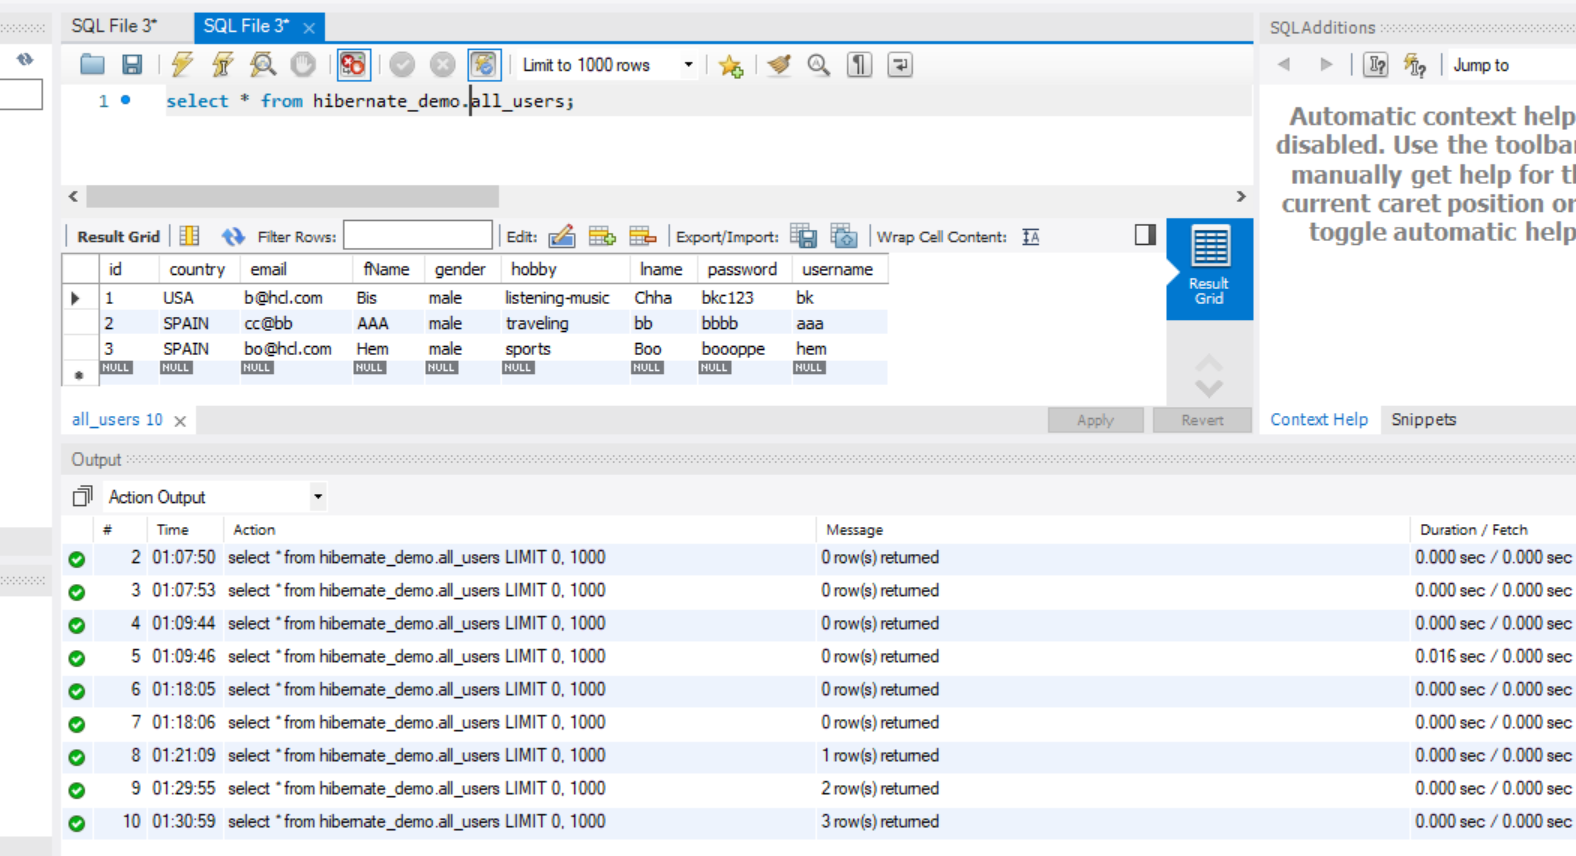 SQL File 3* SQL File 3* ×
SQLAdditions
Limit to 1000 rows
Jump to
1 select * from hibernate_demo.all_users;
Automatic context help
disabled. Use the toolbar
manually get help for
current caret position or
toggle automatic help
Result Grid Filter Rows: Edit: Export/Import: Wrap Cell Content: IA
id country email fName gender hobby lname password username
1 USA b@hcl.com Bis male listening-music Chha bkc123 bk
2 SPAIN cc@bb AAA male traveling bb bbbb aaa
3 SPAIN bo@hcl.com Hem male sports Boo boooppe hem
NULL NULL NULL NULL NULL NULL NULL NULL NULL
Result
Grid
all_users 10 × Apply Revert
Context Help Snippets
Output
Action Output
# Time Action Message Duration / Fetch
2 01:07:50 select * from hibernate_demo.all_users LIMIT 0, 1000 0 row(s) returned 0.000 sec / 0.000 sec
3 01:07:53 select * from hibernate_demo.all_users LIMIT 0, 1000 0 row(s) returned 0.000 sec / 0.000 sec
4 01:09:44 select * from hibernate_demo.all_users LIMIT 0, 1000 0 row(s) returned 0.000 sec / 0.000 sec
5 01:09:46 select * from hibernate_demo.all_users LIMIT 0, 1000 0 row(s) returned 0.016 sec / 0.000 sec
6 01:18:05 select * from hibernate_demo.all_users LIMIT 0, 1000 0 row(s) returned 0.000 sec / 0.000 sec
7 01:18:06 select * from hibernate_demo.all_users LIMIT 0, 1000 0 row(s) returned 0.000 sec / 0.000 sec
8 01:21:09 select * from hibernate_demo.all_users LIMIT 0, 1000 1 row(s) returned 0.000 sec / 0.000 sec
9 01:29:55 select * from hibernate_demo.all_users LIMIT 0, 1000 2 row(s) returned 0.000 sec / 0.000 sec
10 01:30:59 select * from hibernate_demo.all_users LIMIT 0, 1000 3 row(s) returned 0.000 sec / 0.000 sec